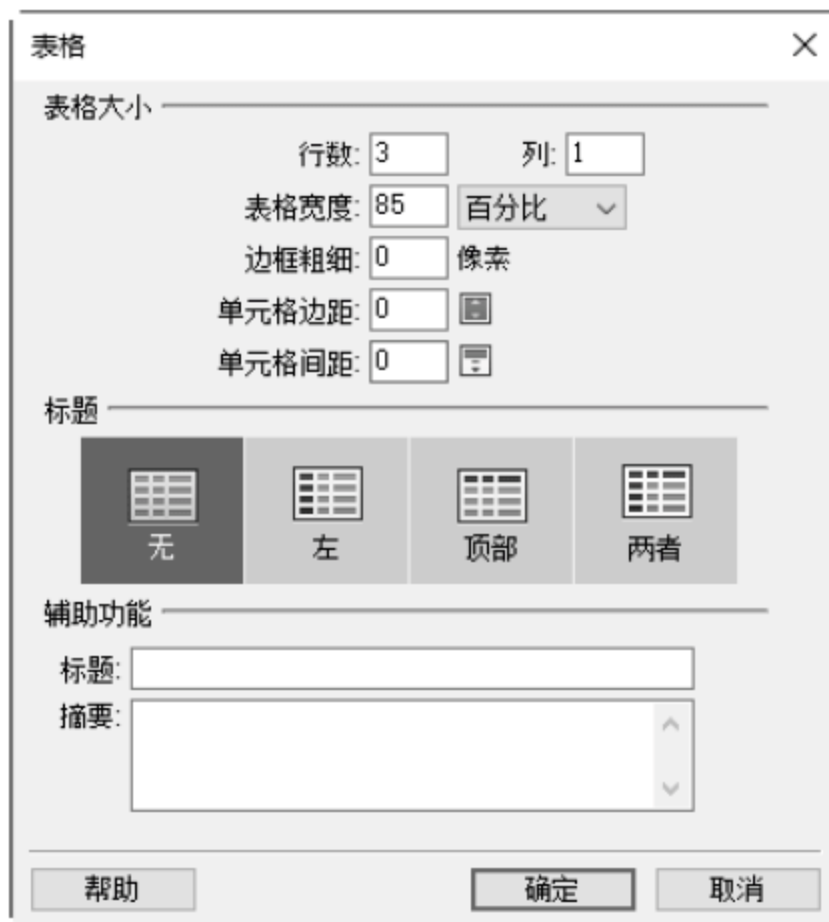 表格
表格大小
行数: 3 列: 1
表格宽度: 85 百分比
边框粗细: 0 像素
单元格边距: 0
单元格间距: 0
标题
无 左 顶部 两者
辅助功能
标题:
摘要:
帮助 确定 取消